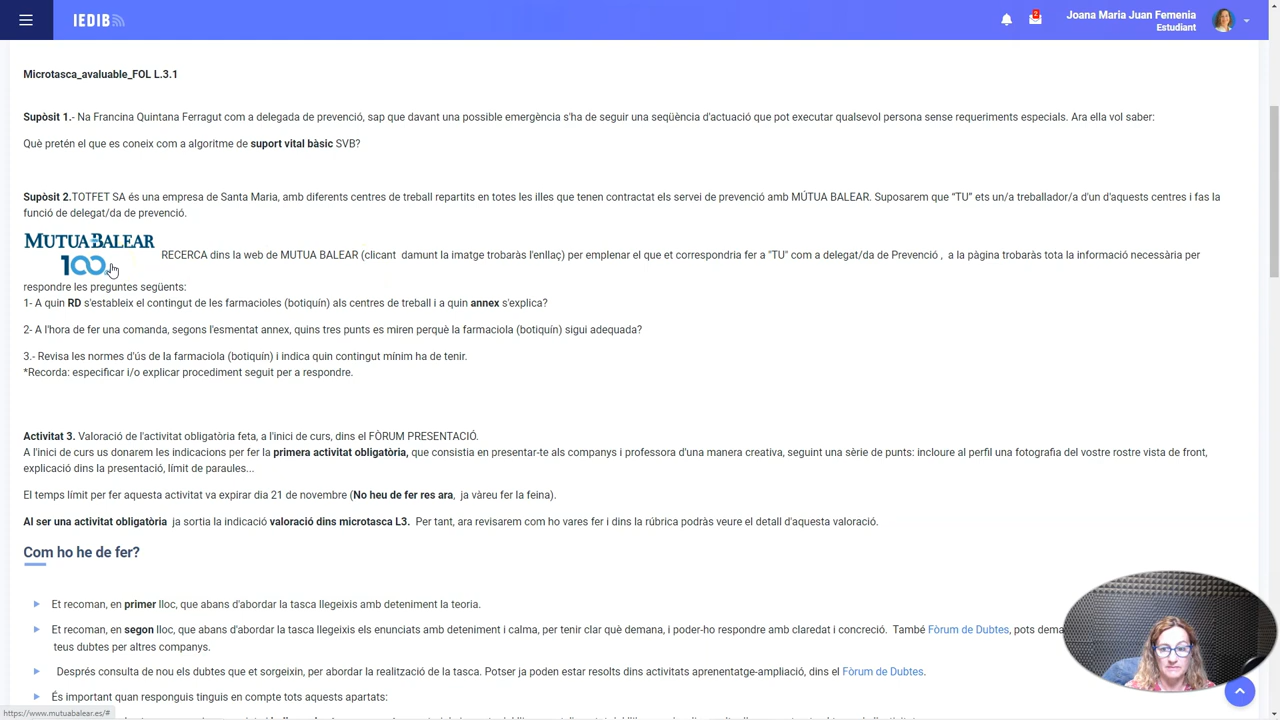 IEDIB
2
Joana Maria Juan Femenia
Estudiant
Microtasca_avaluable_FOL L.3.1
Supòsit 1.- Na Francina Quintana Ferragut com a delegada de prevenció, sap que davant una possible emergència s'ha de seguir una seqüència d'actuació que pot executar qualsevol persona sense requeriments especials. Ara ella vol saber:
Què pretén el que es coneix com a algoritme de suport vital bàsic SVB?
Supòsit 2.TOTFET SA és una empresa de Santa Maria, amb diferents centres de treball repartits en totes les illes que tenen contractat els servei de prevenció amb MÚTUA BALEAR. Suposarem que “TU” ets un/a treballador/a d'un d'aquests centres i fas la
funció de delegat/da de prevenció.
MUTUA BALEAR
100
RECERCA dins la web de MUTUA BALEAR (clicant damunt la imatge trobaràs l'enllaç) per emplenar el que et correspondria fer a "TU" com a delegat/da de Prevenció , a la pàgina trobaràs tota la informació necessària per
respondre les preguntes següents:
1- A quin RD s'estableix el contingut de les farmacioles (botiquín) als centres de treball i a quin annex s'explica?
2- A l'hora de fer una comanda, segons l'esmentat annex, quins tres punts es miren perquè la farmaciola (botiquín) sigui adequada?
3.- Revisa les normes d'ús de la farmaciola (botiquín) i indica quin contingut mínim ha de tenir.
*Recorda: especificar i/o explicar procediment seguit per a respondre.
Activitat 3. Valoració de l'activitat obligatòria feta, a l'inici de curs, dins el FÒRUM PRESENTACIÓ.
A l'inici de curs us donarem les indicacions per fer la primera activitat obligatòria, que consistia en presentar-te als companys i professora d'una manera creativa, seguint una sèrie de punts: incloure al perfil una fotografia del vostre rostre vista de front,
explicació dins la presentació, límit de paraules...
El temps límit per fer aquesta activitat va expirar dia 21 de novembre (No heu de fer res ara, ja vàreu fer la feina).
Al ser una activitat obligatòria ja sortia la indicació valoració dins microtasca L3. Per tant, ara revisarem com ho vares fer i dins la rúbrica podràs veure el detall d'aquesta valoració.
Com ho he de fer?
Et recoman, en primer lloc, que abans d'abordar la tasca llegeixis amb deteniment la teoria.
Et recoman, en segon lloc, que abans d'abordar la tasca llegeixis els enunciats amb deteniment i calma, per tenir clar què demana, i poder-ho respondre amb claredat i concreció. També Fòrum de Dubtes, pots dema
teus dubtes per altres companys.
Després consulta de nou els dubtes que et sorgeixin, per abordar la realització de la tasca. Potser ja poden estar resolts dins activitats aprenentatge-ampliació, dins el Fòrum de Dubtes.
És important quan responguis tinguis en compte tots aquests apartats:
https://www.mutuabalear.es/#